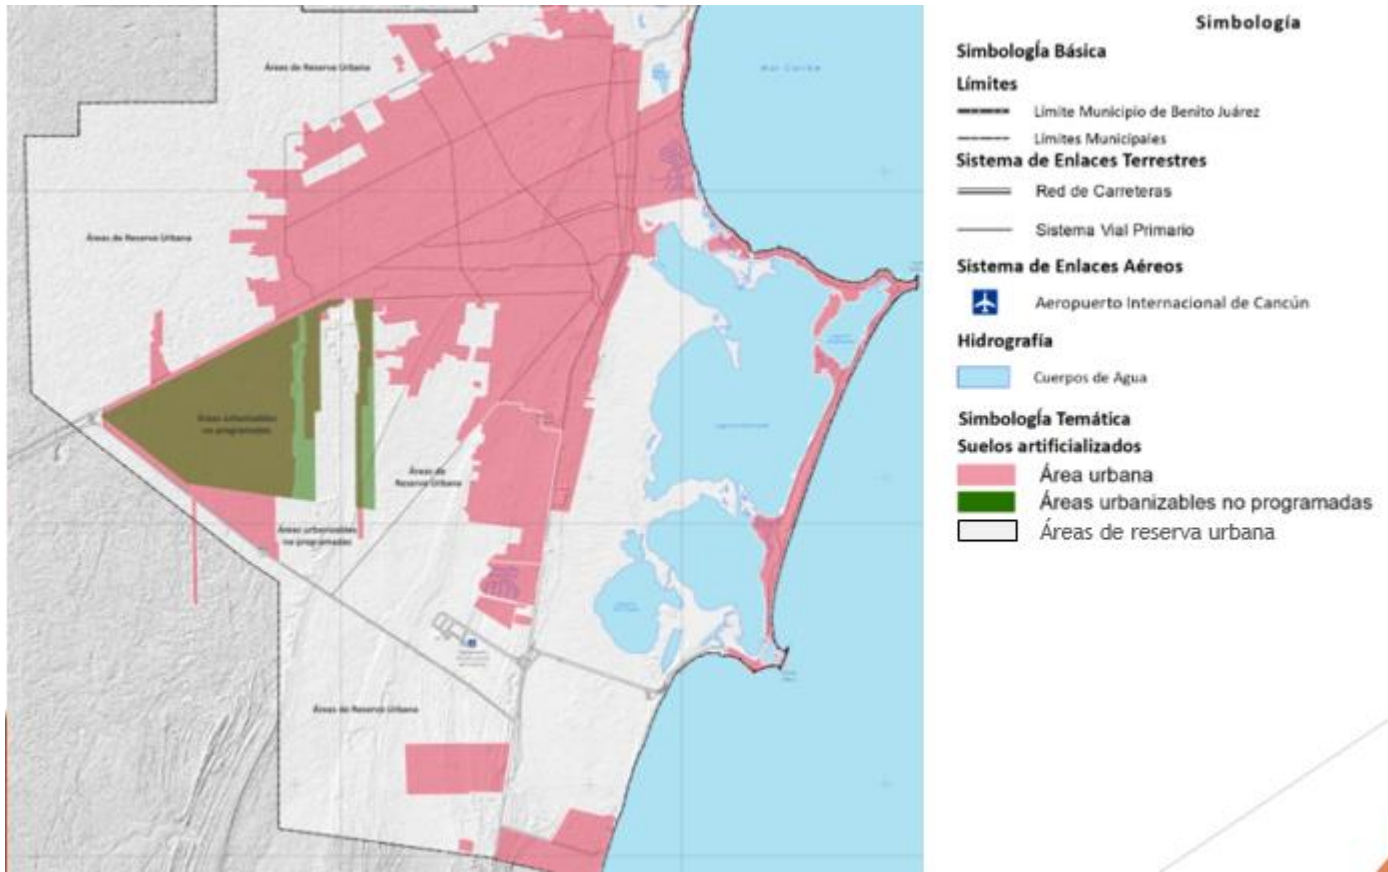 Áreas de Reserva Urbana
Mar Caribe
Áreas de Reserva Urbana
Áreas urbanizables
no programadas
Áreas de
Reserva Urbana
Áreas urbanizables
no programadas
Áreas de Reserva Urbana
Simbología
Simbología Básica
Límites
Límite Municipio de Benito Juárez
Límites Municipales
Sistema de Enlaces Terrestres
Red de Carreteras
Sistema Vial Primario
Sistema de Enlaces Aéreos
Aeropuerto Internacional de Cancún
Hidrografía
Cuerpos de Agua
Simbología Temática
Suelos artificializados
Área urbana
Áreas urbanizables no programadas
Áreas de reserva urbana